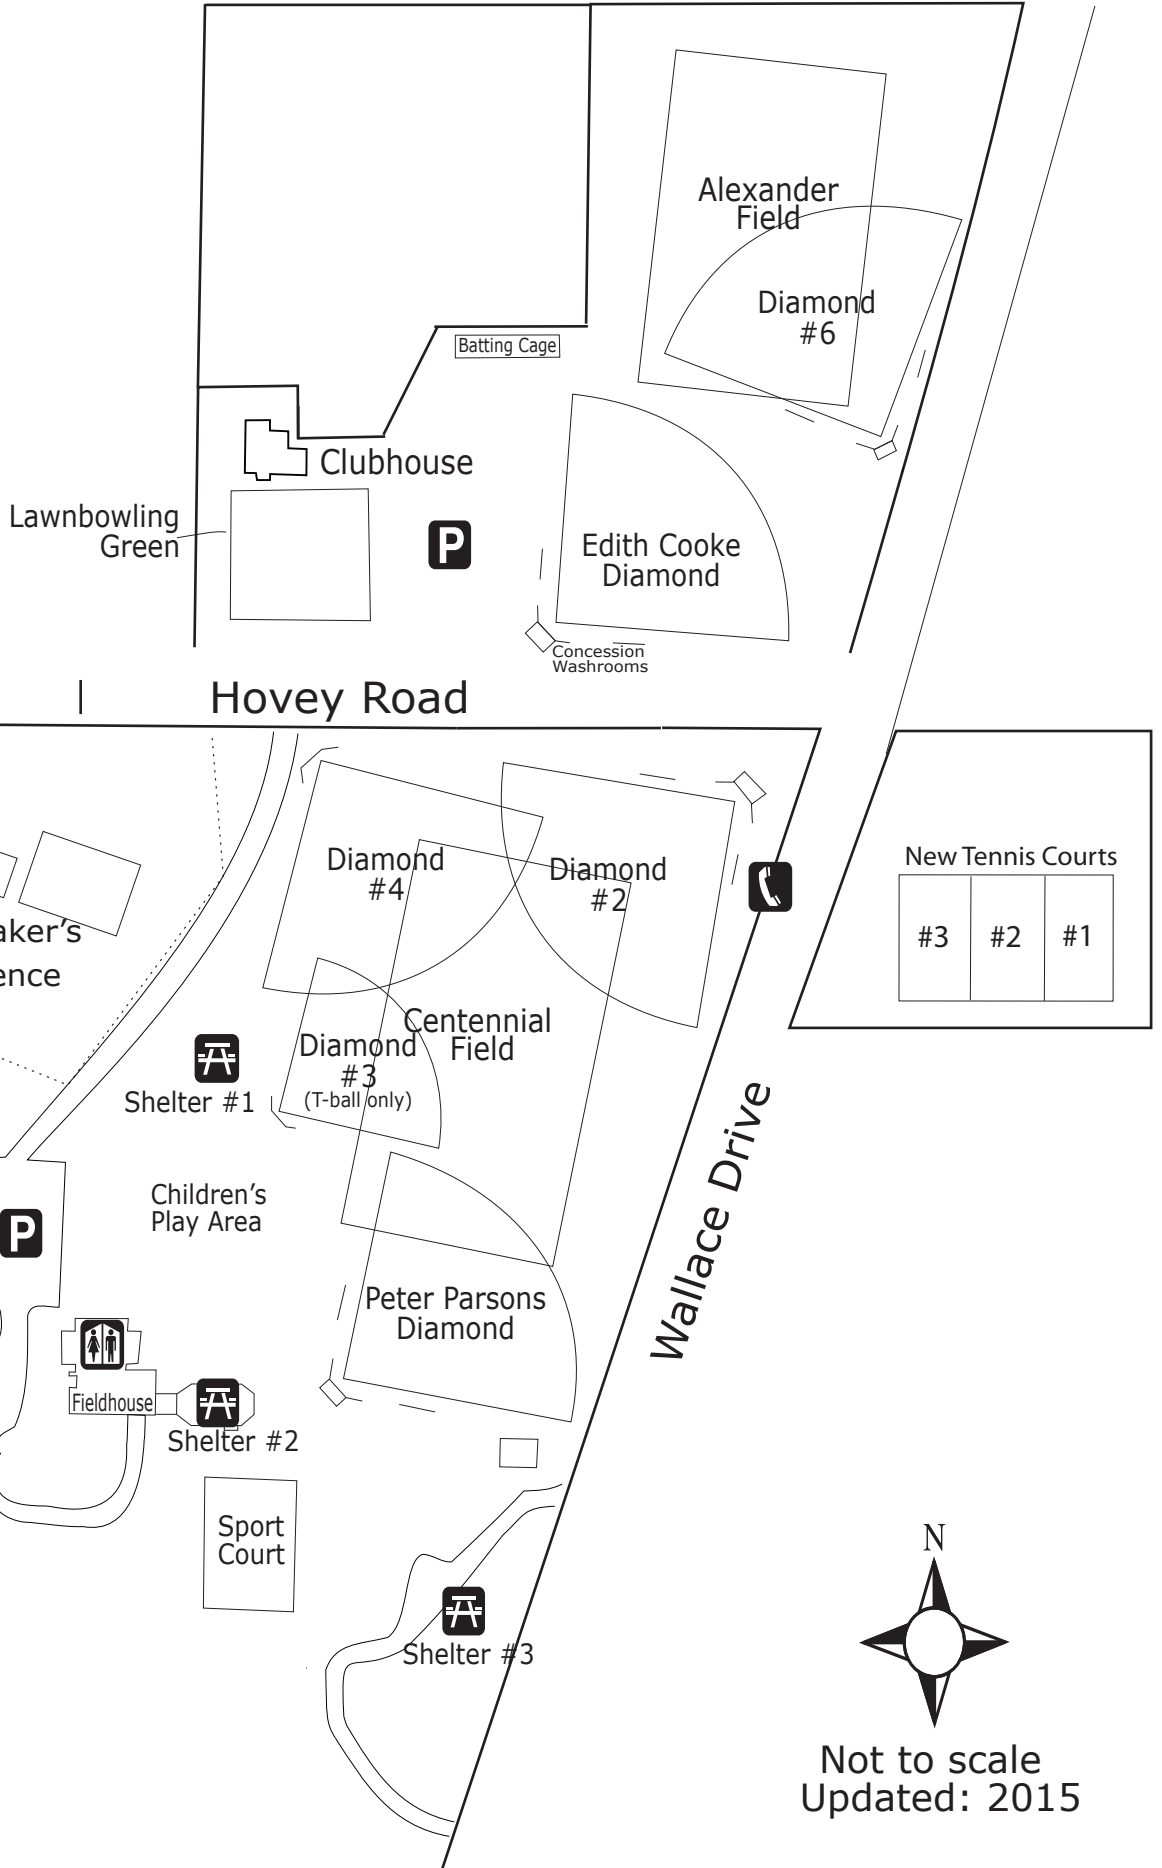 Alexander
Field
Diamond
#6
Batting Cage
Clubhouse
Lawnbowling
Green
P
Edith Cooke
Diamond
Concession
Washrooms
Hovey Road
Diamond
#4
Diamond
#2
New Tennis Courts
#3
#2
#1
aker's
ence
Centennial
Field
Diamond
#3
(T-ball only)
Shelter #1
Children's
Play Area
P
Wallace Drive
Peter Parsons
Diamond
Fieldhouse
Shelter #2
Sport
Court
Shelter #3
N
Not to scale
Updated: 2015